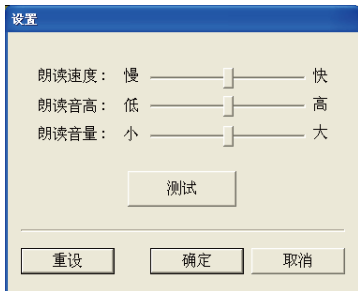 设置
朗读速度: 慢 快
朗读音高: 低 高
朗读音量: 小 大
测试
重设 确定 取消